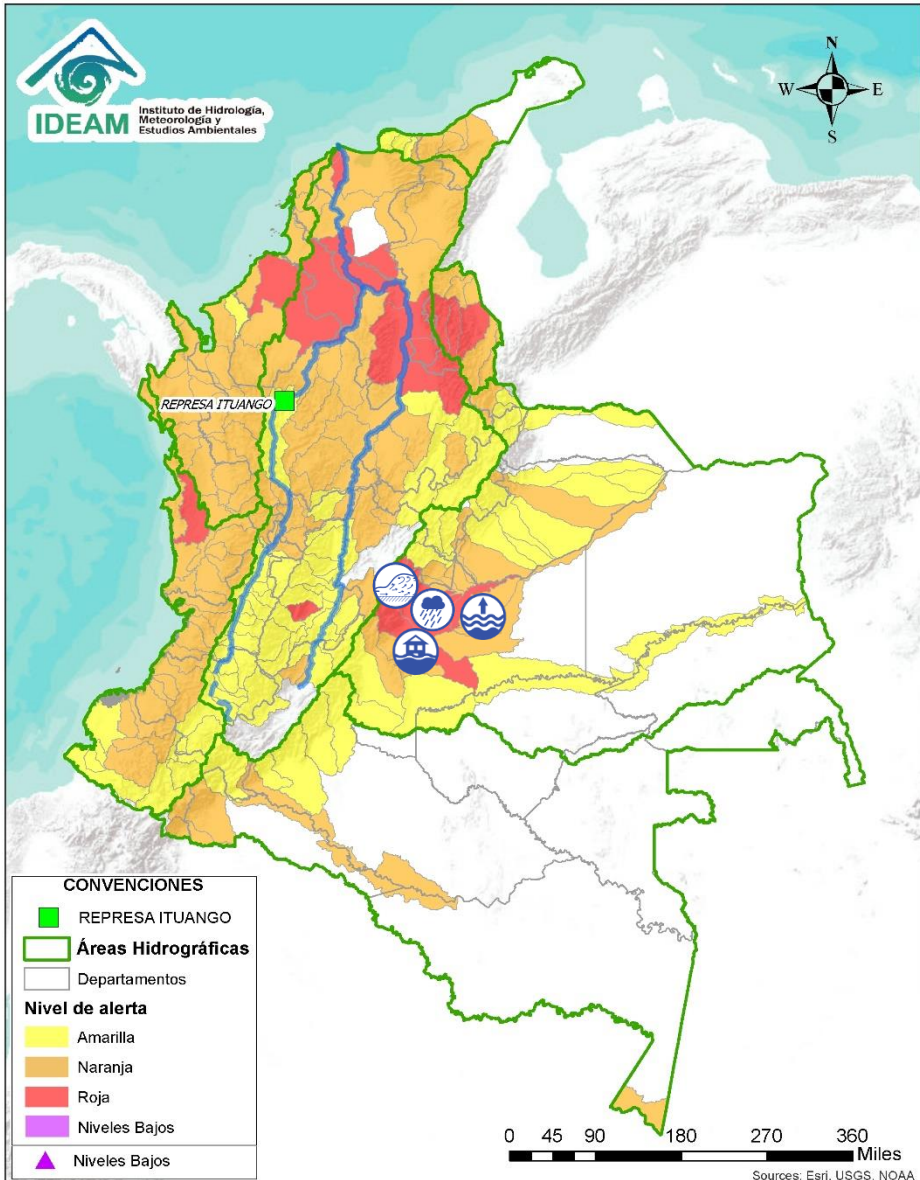 IDEAM
Instituto de Hidrología,
Meteorología y
Estudios Ambientales
N
W
E
S
REPRESA ITUANGO
CONVENCIONES
REPRESA ITUANGO
Áreas Hidrográficas
Departamentos
Nivel de alerta
Amarilla
Naranja
Roja
Niveles Bajos
Niveles Bajos
0 45 90 180 270 360
Miles
Sources: Esri, USGS, NOAA